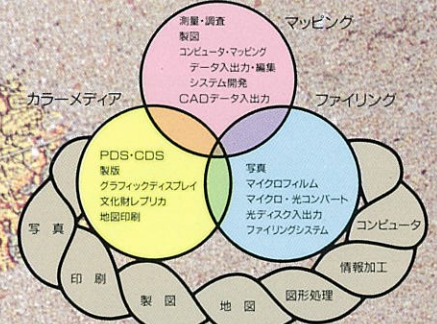 マッピング
測量・調査
製図
コンピュータ・マッピング
データ入出力・編集
システム開発
CADデータ入出力
カラーメディア
ファイリング
PDS・CDS
製版
グラフィックディスプレイ
文化財レプリカ
地図印刷
写真
マイクロフィルム
マイクロ・光コンバート
光ディスク入出力
ファイリングシステム
写真
印刷
製図
地図
図形処理
情報加工
コンピュータ